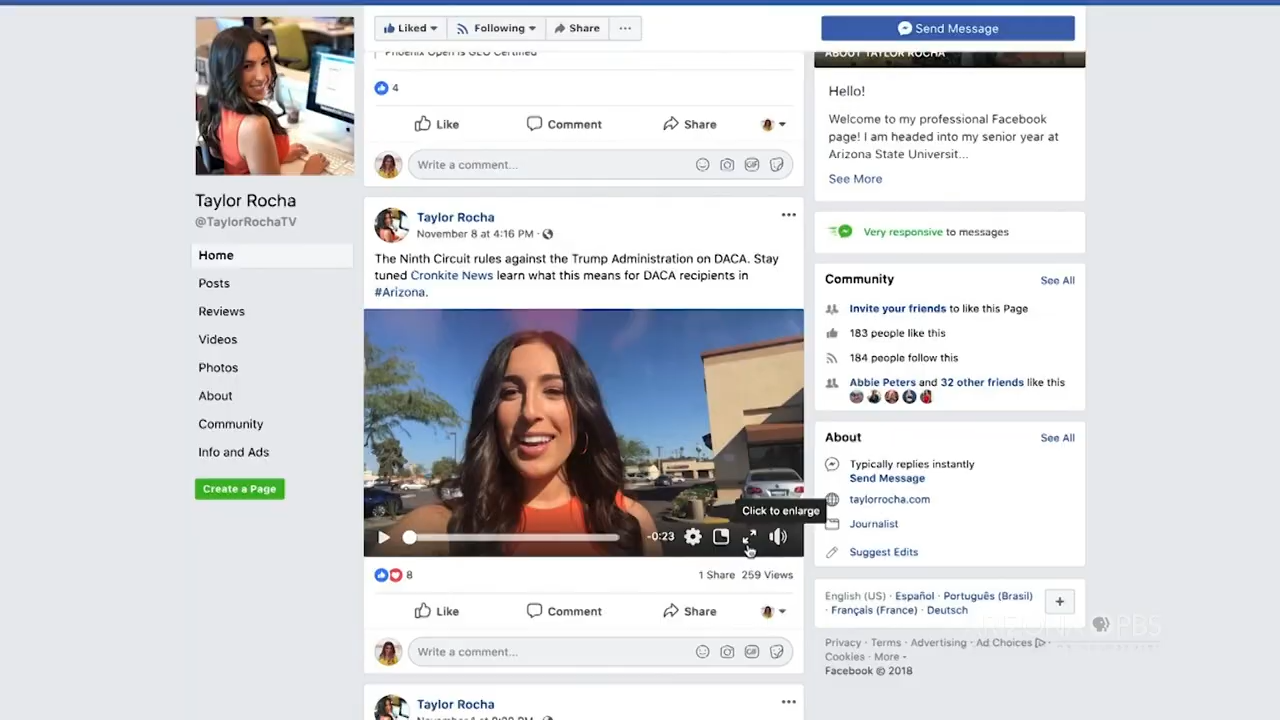 Liked
Following
Share
Send Message
Phoenix Open is GEO Certified
4
Like
Comment
Share
Write a comment...
Taylor Rocha
@TaylorRochaTV
Home
Posts
Reviews
Videos
Photos
About
Community
Info and Ads
Create a Page
Taylor Rocha
November 8 at 4:16 PM ·
The Ninth Circuit rules against the Trump Administration on DACA. Stay
tuned Cronkite News learn what this means for DACA recipients in
#Arizona.
-0:23
Click to enlarge
8
1 Share 259 Views
Like
Comment
Share
Write a comment...
Taylor Rocha
ABOUT TAYLOR ROCHA
Hello!
Welcome to my professional Facebook
page! I am headed into my senior year at
Arizona State Universit...
See More
Very responsive to messages
Community
See All
Invite your friends to like this Page
183 people like this
184 people follow this
Abbie Peters and 32 other friends like this
About
See All
Typically replies instantly
Send Message
taylorrocha.com
Journalist
Suggest Edits
English (US) · Español · Português (Brasil)
· Français (France) · Deutsch
+
Privacy · Terms · Advertising · Ad Choices ·
Cookies · More
Facebook © 2018
PBS